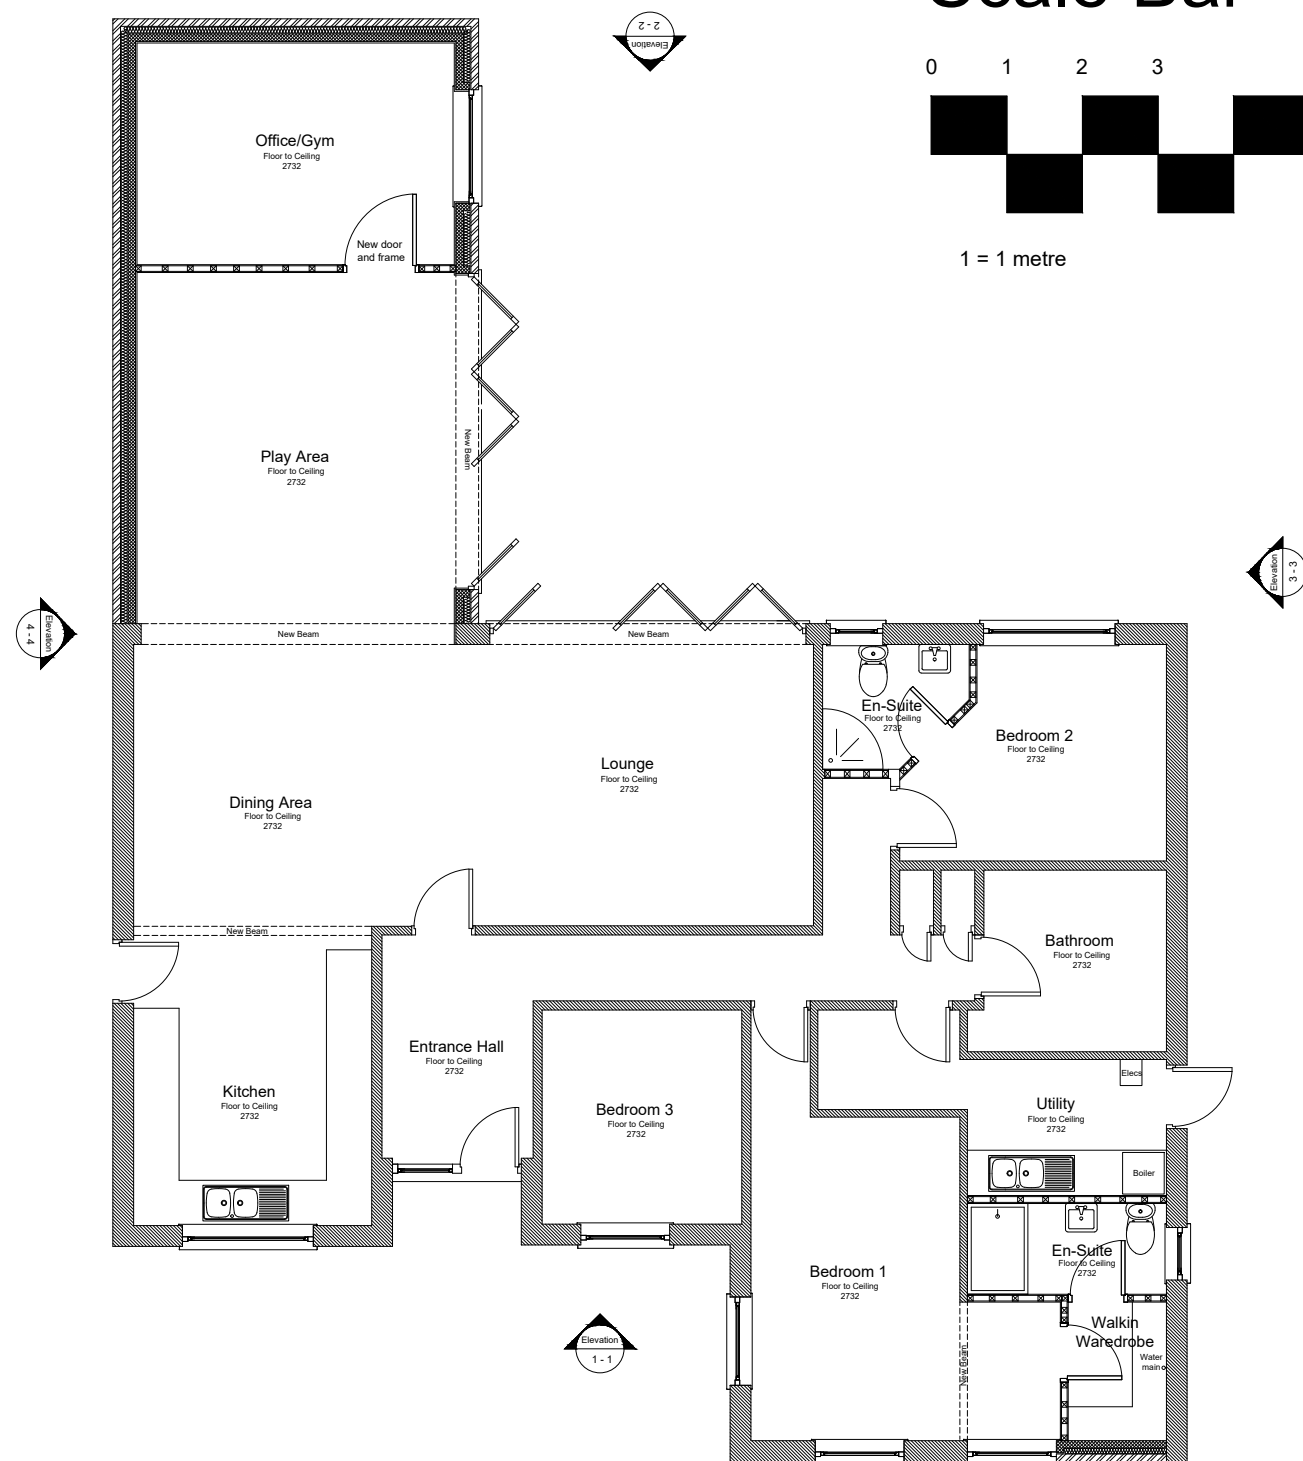 Scale Bar
0 1 2 3
1 = 1 metre
2 - 2
Elevation
Office/Gym
Floor to Ceiling
2732
New door
and frame
Play Area
Floor to Ceiling
2732
New Beam
Elevation
3 - 3
Elevation
4 - 4
New Beam
New Beam
En-Suite
Floor to Ceiling
2732
Bedroom 2
Floor to Ceiling
2732
Lounge
Floor to Ceiling
2732
Dining Area
Floor to Ceiling
2732
New Beam
Bathroom
Floor to Ceiling
2732
Entrance Hall
Floor to Ceiling
2732
Kitchen
Floor to Ceiling
2732
Bedroom 3
Floor to Ceiling
2732
Elecs
Utility
Floor to Ceiling
2732
Boiler
En-Suite
Floor to Ceiling
2732
Bedroom 1
Floor to Ceiling
2732
Walkin
Waredrobe
Water
main
New Beam
Elevation
1 - 1